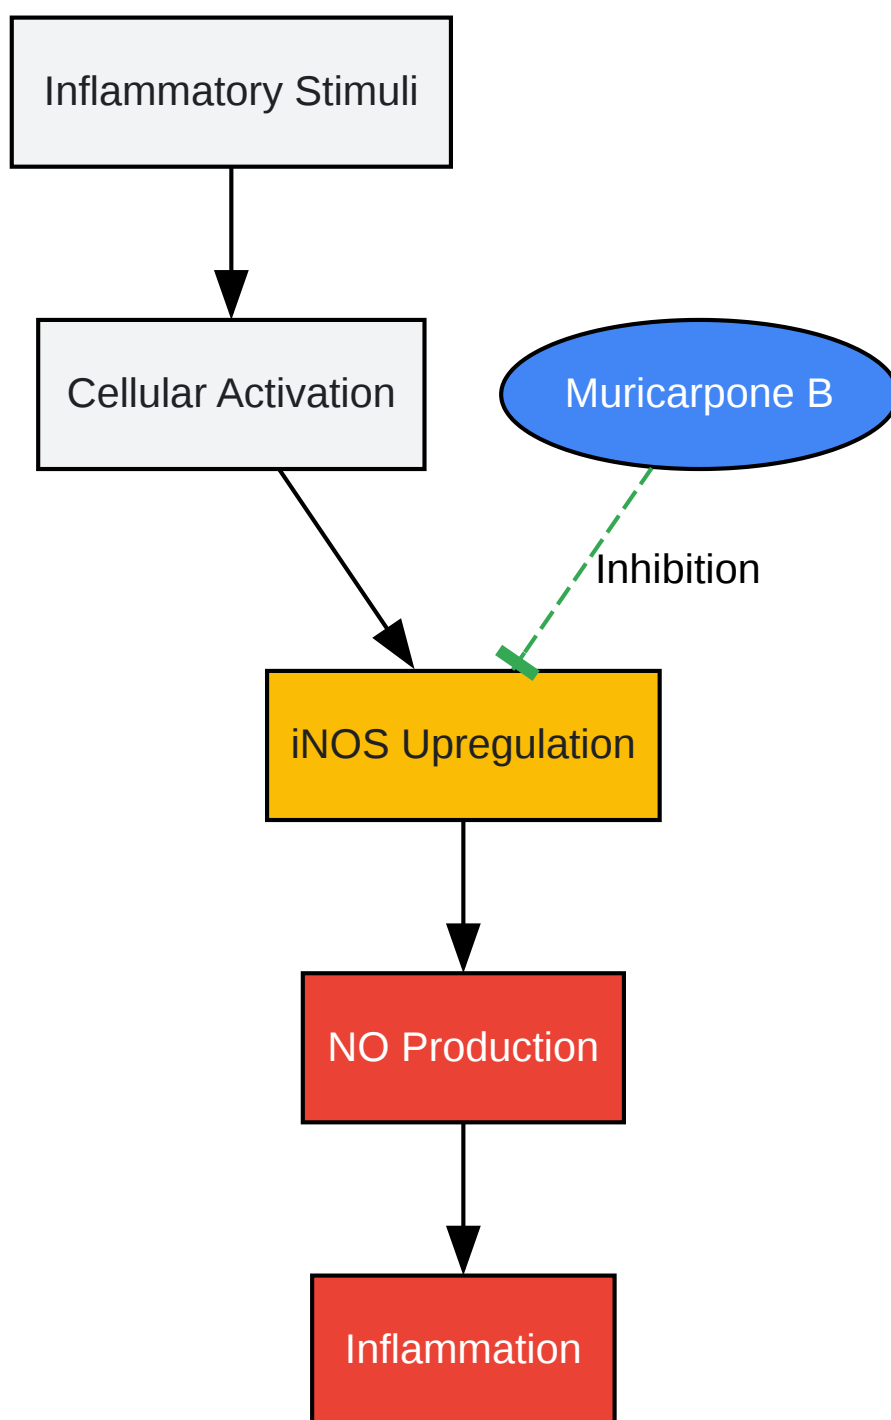 Inflammatory Stimuli
Cellular Activation
Muricarpone B
Inhibition
iNOS Upregulation
NO Production
Inflammation